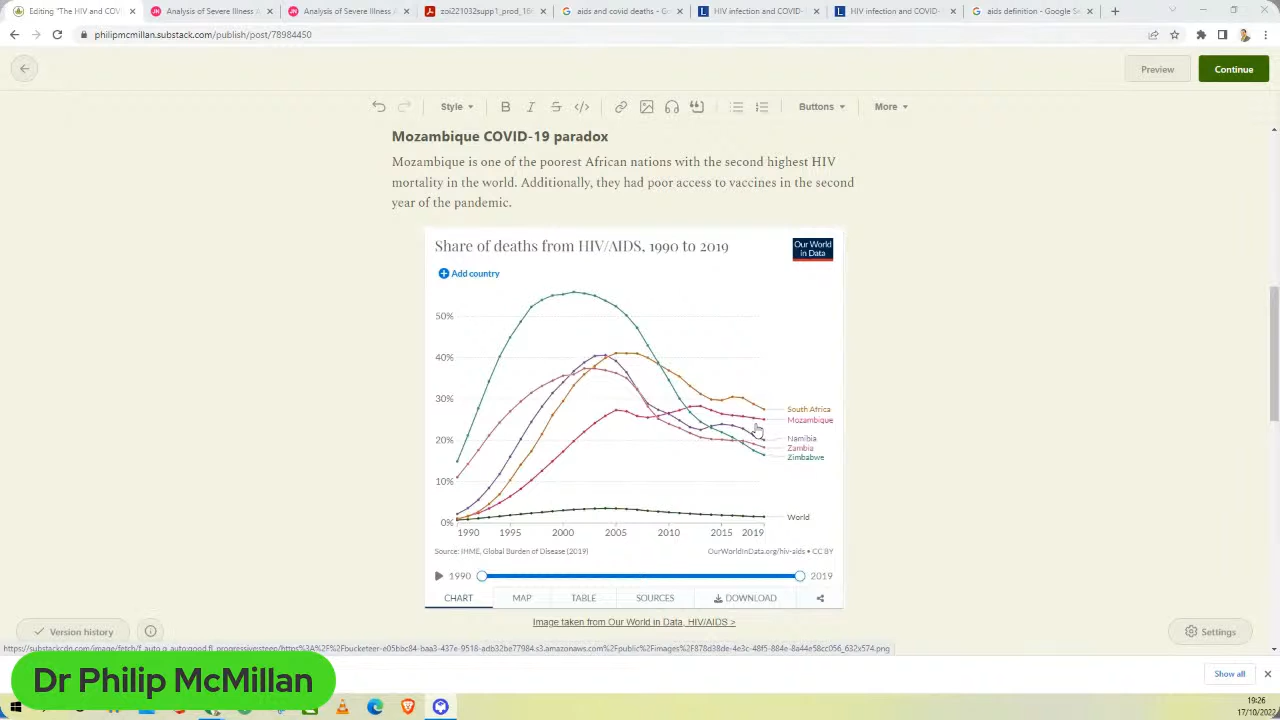 Editing "The HIV and COVID-
Analysis of Severe Illness A
Analysis of Severe Illness A
zoi221032supp1_prod_16
aids and covid deaths - Go
HIV infection and COVID-
HIV infection and COVID-
aids definition - Google Se
philipmcmillan.substack.com/publish/post/78984450
Preview
Continue
Style
Buttons
More
Mozambique COVID-19 paradox
Mozambique is one of the poorest African nations with the second highest HIV
mortality in the world. Additionally, they had poor access to vaccines in the second
year of the pandemic.
Share of deaths from HIV/AIDS, 1990 to 2019
Our World
in Data
Add country
50%
40%
30%
20%
10%
0%
South Africa
Mozambique
Namibia
Zambia
Zimbabwe
World
1990 1995 2000 2005 2010 2015 2019
Source: IHME, Global Burden of Disease (2019)
OurWorldInData.org/hiv-aids • CC BY
1990
2019
CHART MAP TABLE SOURCES DOWNLOAD
Image taken from Our World in Data, HIV/AIDS >
Version history
Settings
Show all
Dr Philip McMillan
19:26
17/10/2022